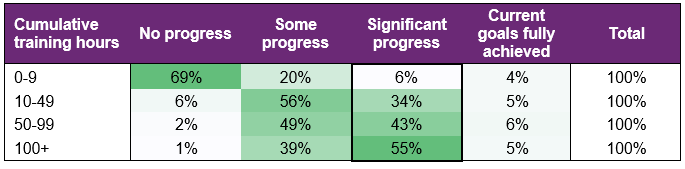 Cumulative training hours No progress Some progress Significant progress Current goals fully achieved Total
0-9 69% 20% 6% 4% 100%
10-49 6% 56% 34% 5% 100%
50-99 2% 49% 43% 6% 100%
100+ 1% 39% 55% 5% 100%